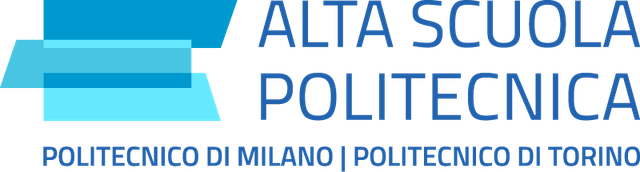 ALTA SCUOLA
POLITECNICA
POLITECNICO DI MILANO | POLITECNICO DI TORINO